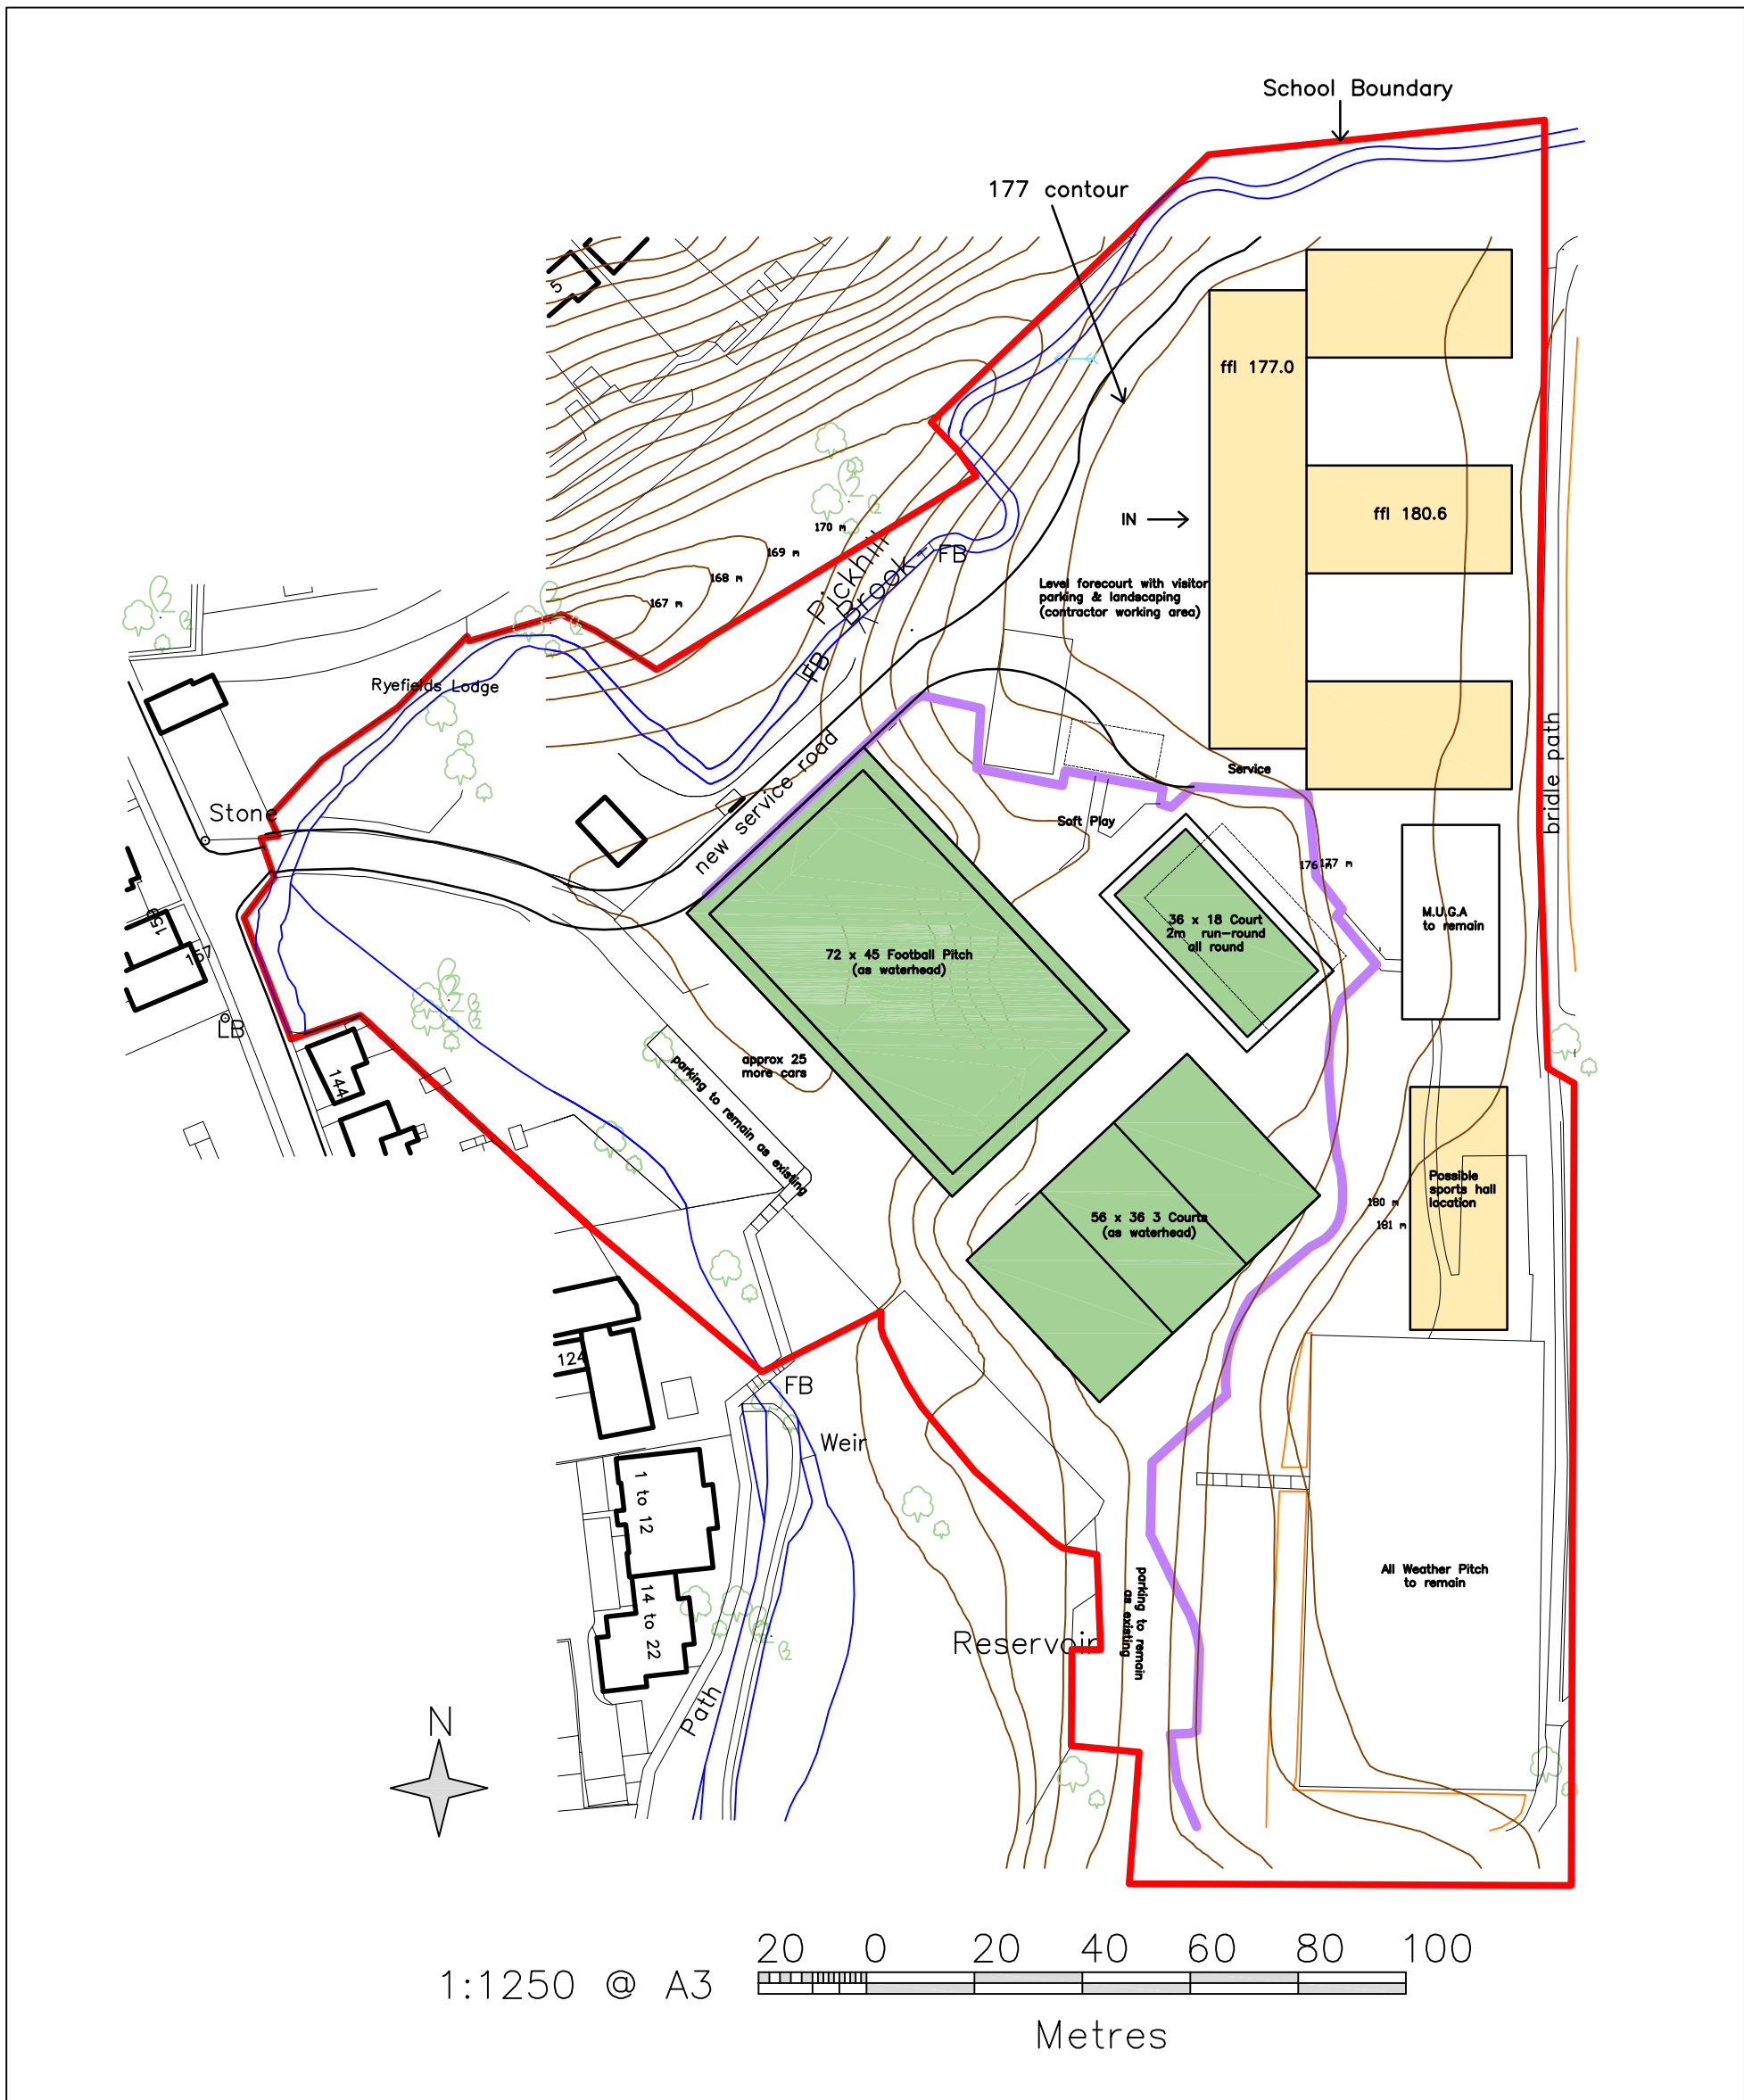 School Boundary
177 contour
5
ffl 177.0
IN
ffl 180.6
170 m
169 m
168 m
167 m
Pickhill
Brook
FB
FB
Level forecourt with visitor
parking & landscaping
(contractor working area)
Ryefields Lodge
bridle path
new service road
Service
Stone
Soft Play
176 m
177 m
M.U.G.A
to remain
36 x 18 Court
2m run-round
all round
72 x 45 Football Pitch
(as waterhead)
159
157
LB
144
approx 25
more cars
parking to remain as existing
Possible
sports hall
location
180 m
181 m
56 x 36 3 Courts
(as waterhead)
124
FB
Weir
1 to 12
14 to 22
All Weather Pitch
to remain
parking to remain
as existing
Reservoir
Path
N
20 0 20 40 60 80 100
1:1250 @ A3
Metres